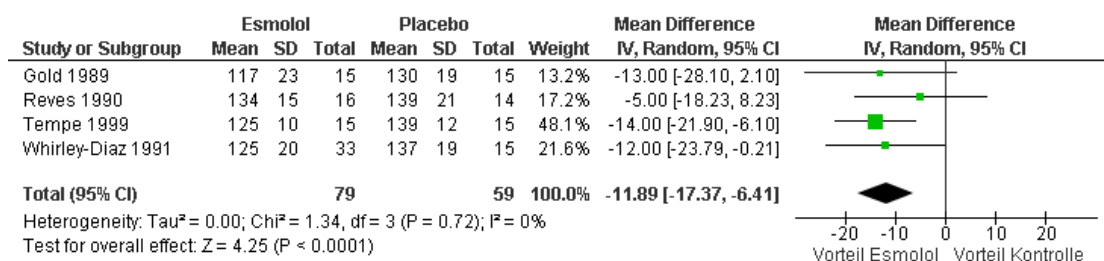 Esmolol Placebo Mean Difference Mean Difference
Study or Subgroup Mean SD Total Mean SD Total Weight IV, Random, 95% CI IV, Random, 95% CI
Gold 1989 117 23 15 130 19 15 13.2% -13.00 [-28.10, 2.10]
Reves 1990 134 15 16 139 21 14 17.2% -5.00 [-18.23, 8.23]
Tempe 1999 125 10 15 139 12 15 48.1% -14.00 [-21.90, -6.10]
Whirley-Diaz 1991 125 20 33 137 19 15 21.6% -12.00 [-23.79, -0.21]
Total (95% CI) 79 59 100.0% -11.89 [-17.37, -6.41]
Heterogeneity: Tau² = 0.00; Chi² = 1.34, df = 3 (P = 0.72); I² = 0%
Test for overall effect: Z = 4.25 (P < 0.0001)
-20 -10 0 10 20
Vorteil Esmolol Vorteil Kontrolle